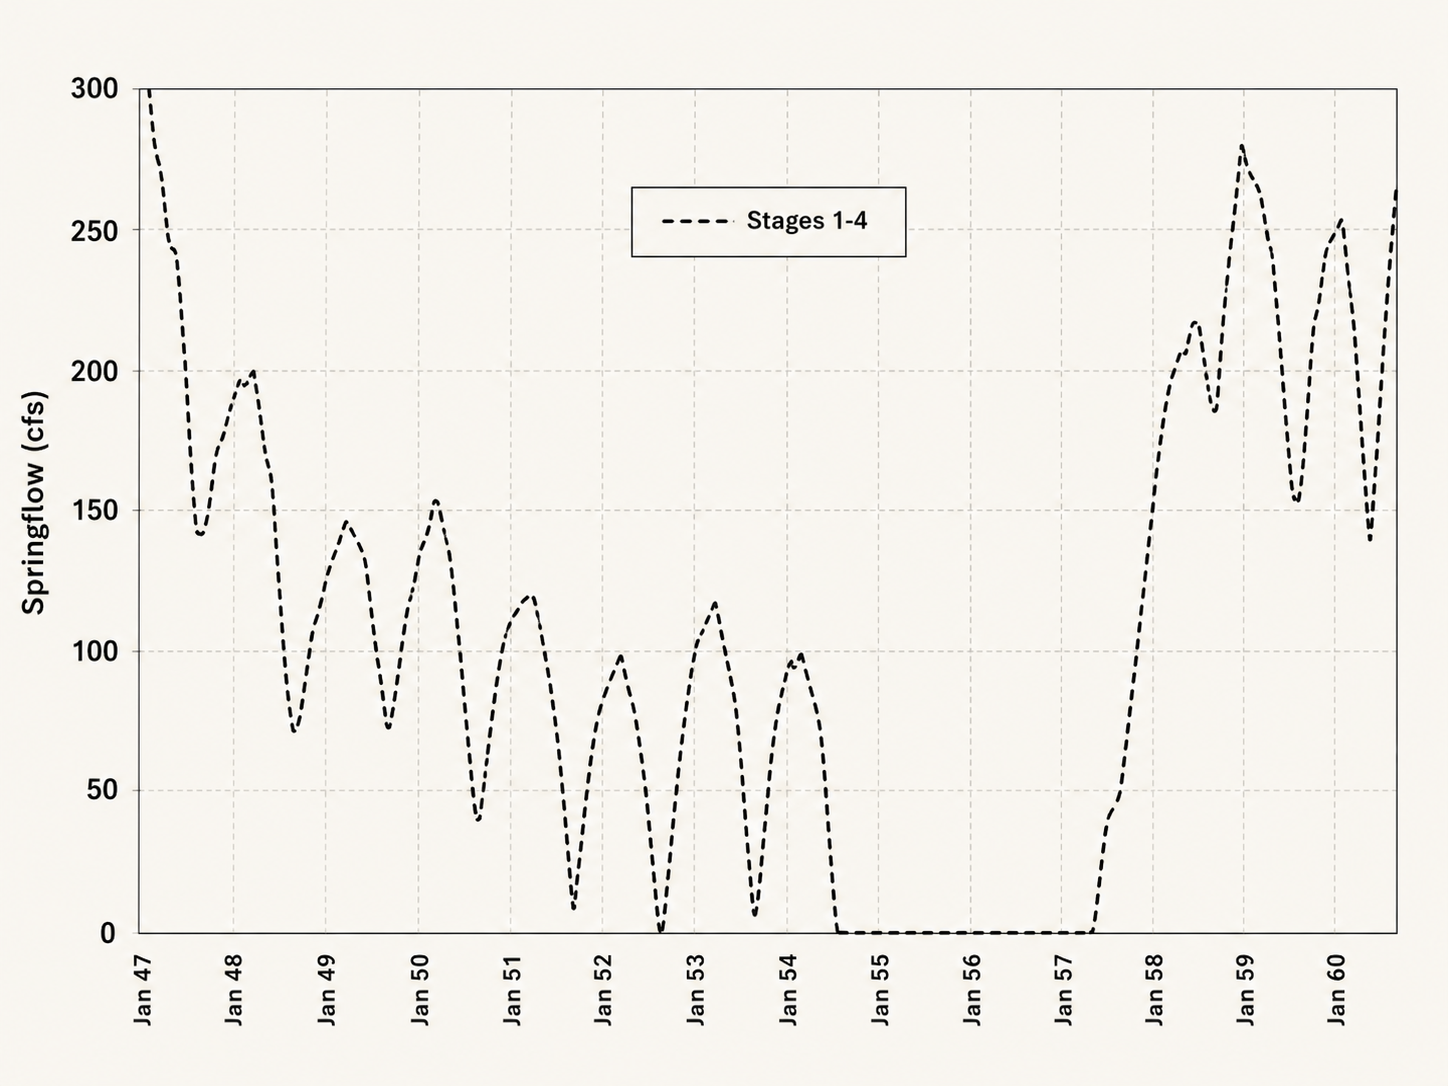 300
250
200
150
100
50
0
Springflow (cfs)
Stages 1-4
Jan 47
Jan 48
Jan 49
Jan 50
Jan 51
Jan 52
Jan 53
Jan 54
Jan 55
Jan 56
Jan 57
Jan 58
Jan 59
Jan 60